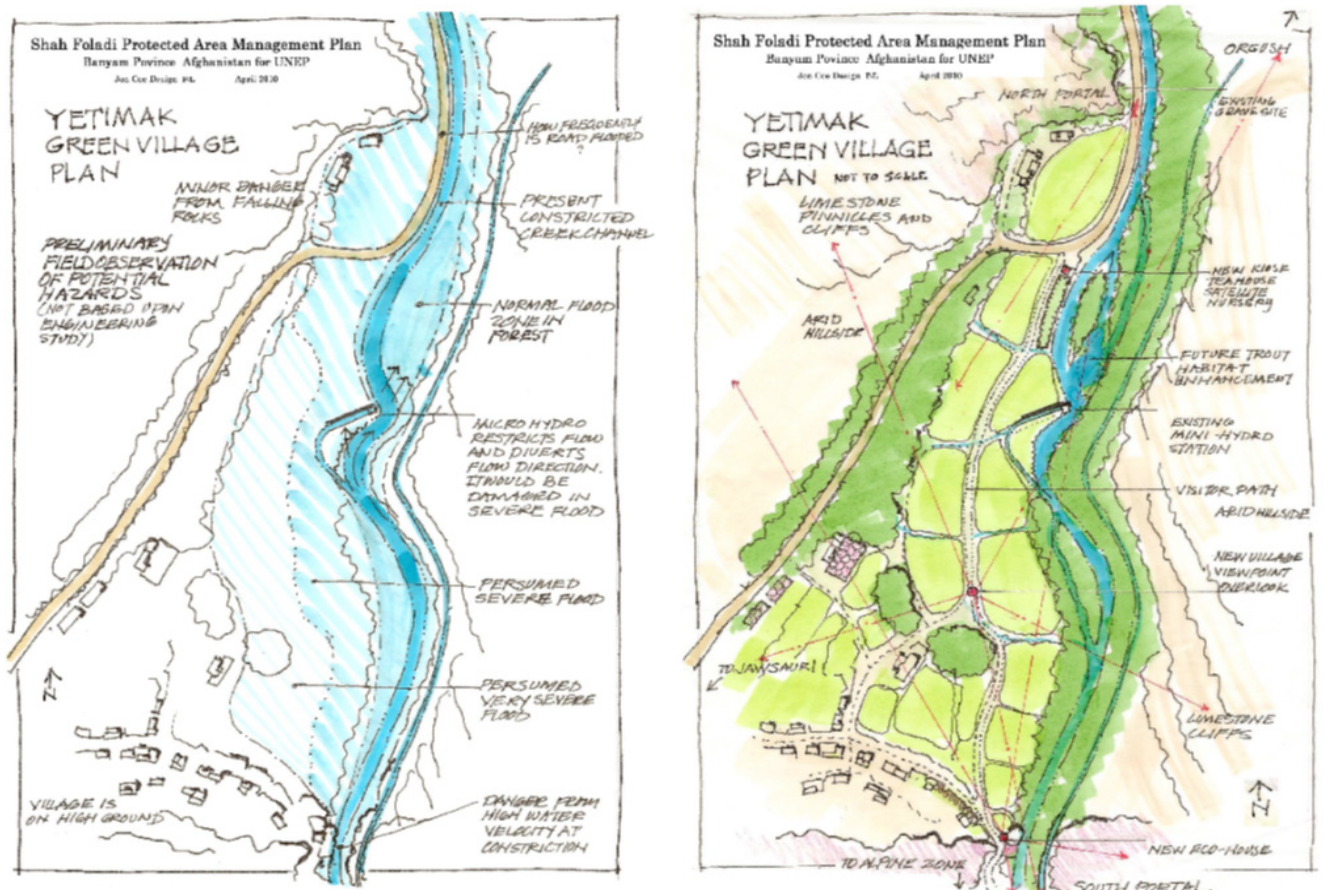 Shah Foladi Protected Area Management Plan
Banyam Povince Afghanistan for UNEP
April 2010
YETIMAK
GREEN VILLAGE
PLAN
MINOR DANGER
FROM FALLING
ROCKS
PRELIMINARY
FIELD OBSERVATION
OF POTENTIAL
HAZARDS
(NOT BASED UPON
ENGINEERING
STUDY)
HOW FREQUENTLY
IS ROAD FLOODED
?
PRESENT
CONSTRICTED
CREEK CHANNEL
NORMAL FLOOD
ZONE IN
FOREST
MICRO HYDRO
RESTRICTS FLOW
AND DIVERTS
FLOW DIRECTION.
IT WOULD BE
DAMAGED IN
SEVERE FLOOD
PERSUMED
SEVERE FLOOD
PERSUMED
VERY SEVERE
FLOOD
N
VILLAGE IS
ON HIGH GROUND
DANGER FROM
HIGH WATER
VELOCITY AT
CONSTRICTION
Shah Foladi Protected Area Management Plan
Banyam Povince Afghanistan for UNEP
April 2010
YETIMAK
GREEN VILLAGE
PLAN NOT TO SCALE
NORTH PORTAL
ORGUSH
EXISTING
GRAVE SITE
LIMESTONE
PINNICLES AND
CLIFFS
NEW KIOSK
TEAHOUSE
SATELLITE
NURSERY
ARID
HILLSIDE
FUTURE TROUT
HABITAT
ENHANCEMENT
EXISTING
MINI-HYDRO
STATION
VISITOR PATH
ARID HILLSIDE
NEW VILLAGE
VIEWPOINT
OVERLOOK
TO JAWSAURI
LIMESTONE
CLIFFS
N
NEW ECO-HOUSE
TO ALPINE ZONE
SOUTH PORTAL